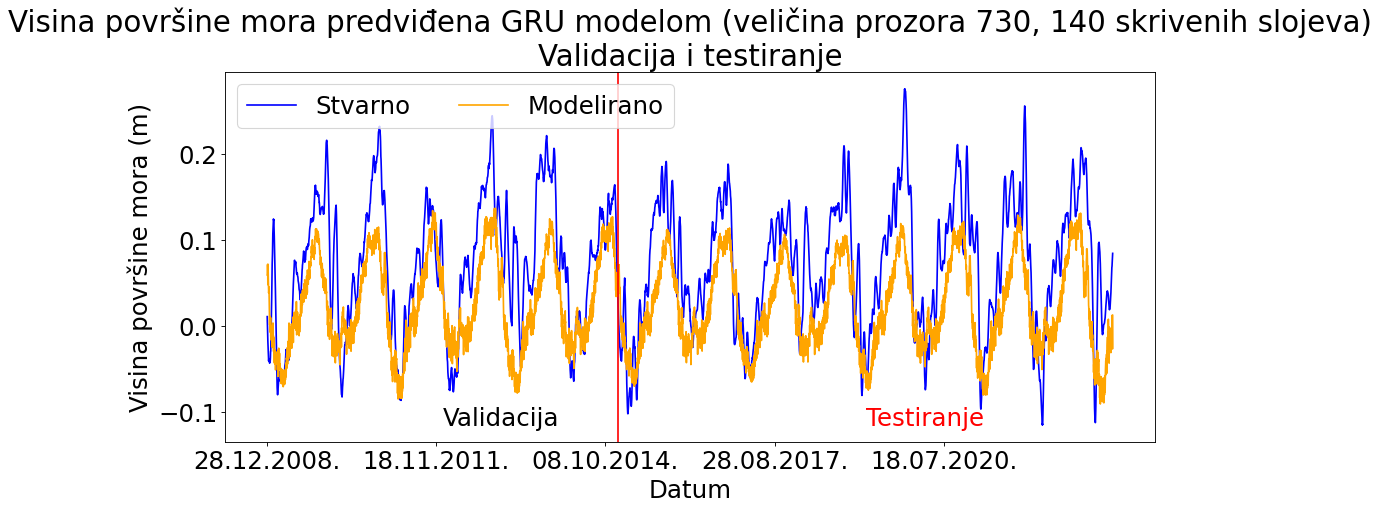 Visina površine mora predviđena GRU modelom (veličina prozora 730, 140 skrivenih slojeva)
Validacija i testiranje
Stvarno
Modelirano
Visina površine mora (m)
0.2
0.1
0.0
−0.1
Validacija
Testiranje
28.12.2008.
18.11.2011.
08.10.2014.
28.08.2017.
18.07.2020.
Datum